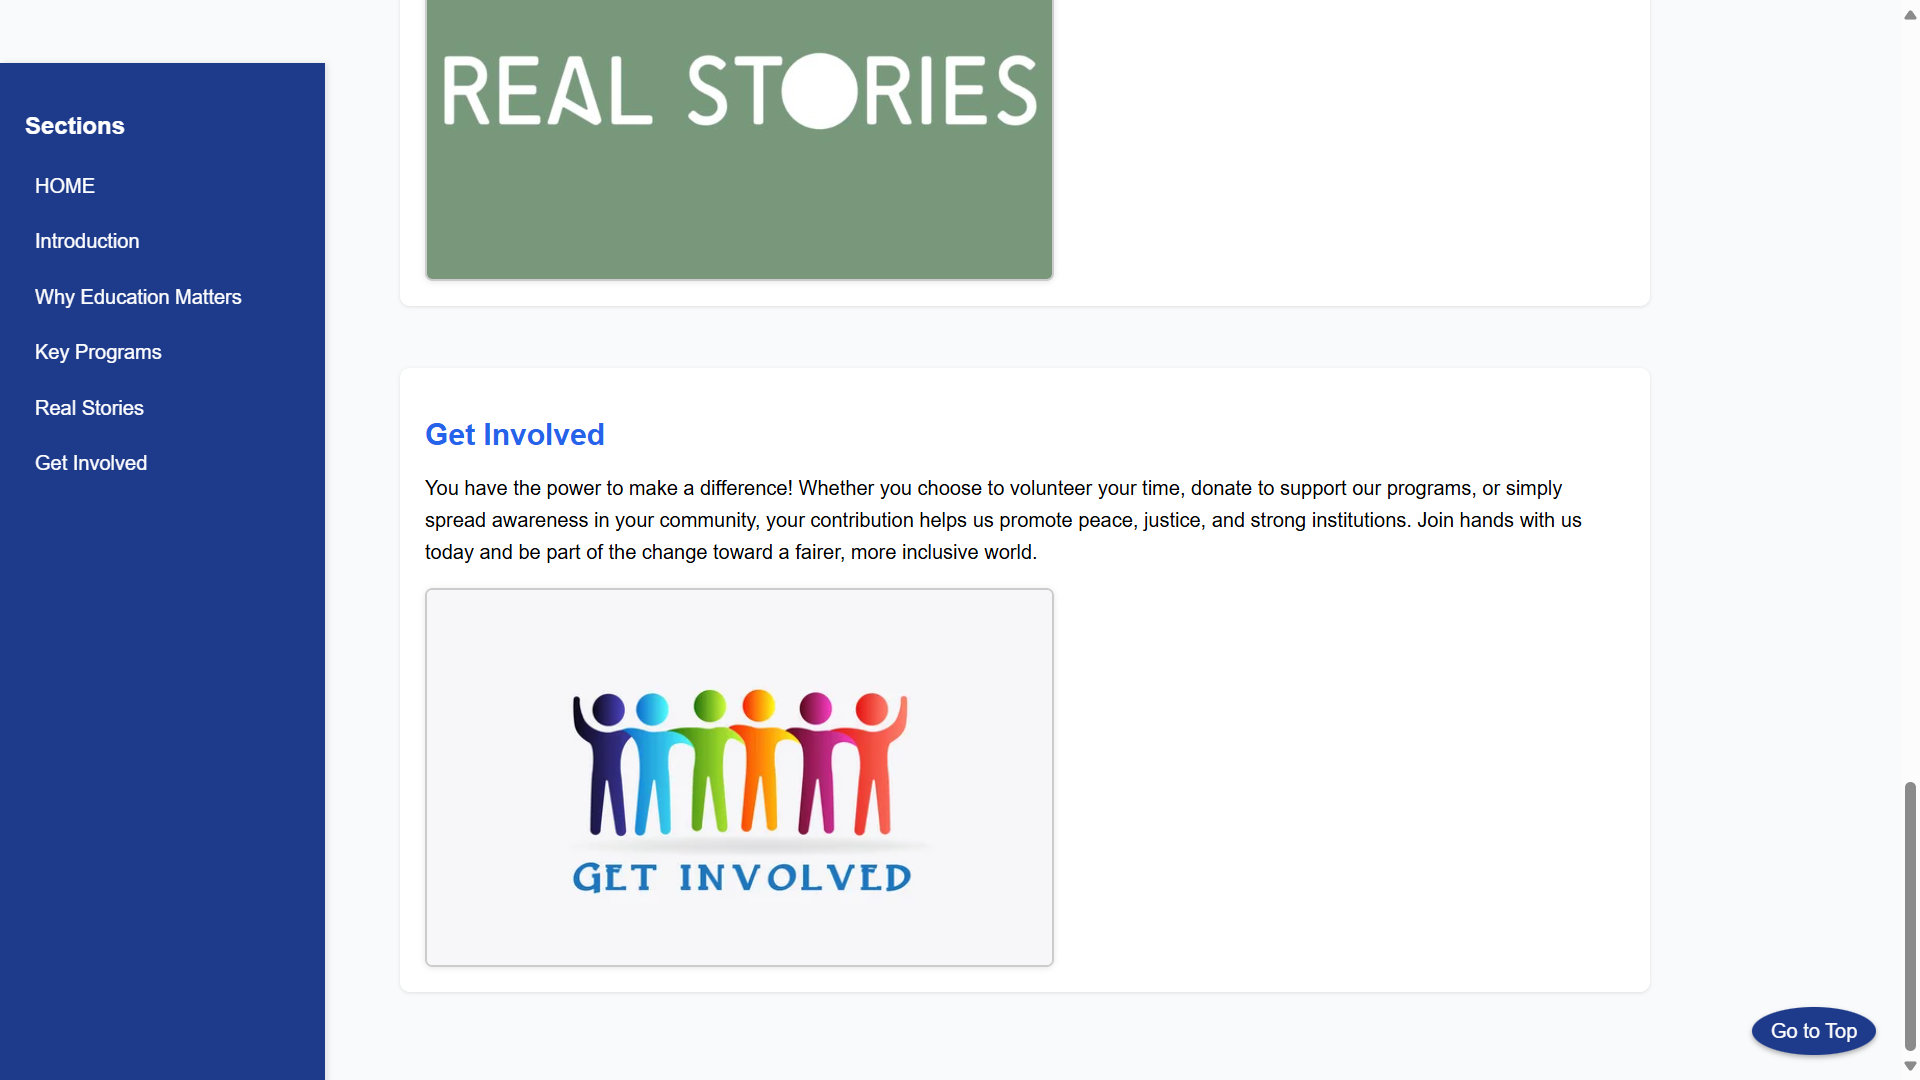 REAL STORIES
Sections
HOME
Introduction
Why Education Matters
Key Programs
Real Stories
Get Involved
Get Involved
You have the power to make a difference! Whether you choose to volunteer your time, donate to support our programs, or simply
spread awareness in your community, your contribution helps us promote peace, justice, and strong institutions. Join hands with us
today and be part of the change toward a fairer, more inclusive world.
GET INVOLVED
Go to Top